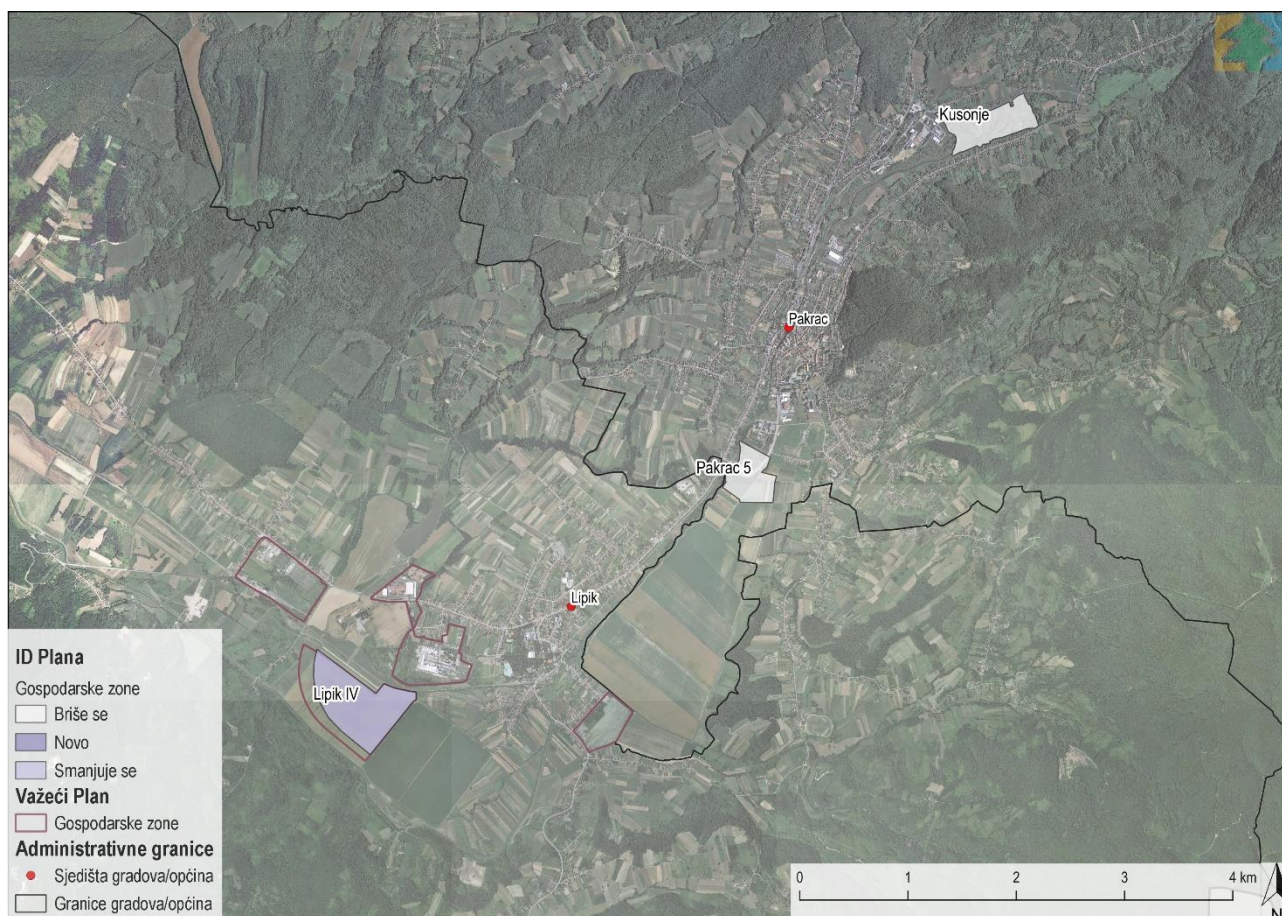 Kusonje
Pakrac
Pakrac 5
Lipik
Lipik IV
ID Plana
Gospodarske zone
Briše se
Novo
Smanjuje se
Važeći Plan
Gospodarske zone
Administrativne granice
Sjedišta gradova/općina
Granice gradova/općina
0 1 2 3 4 km
N